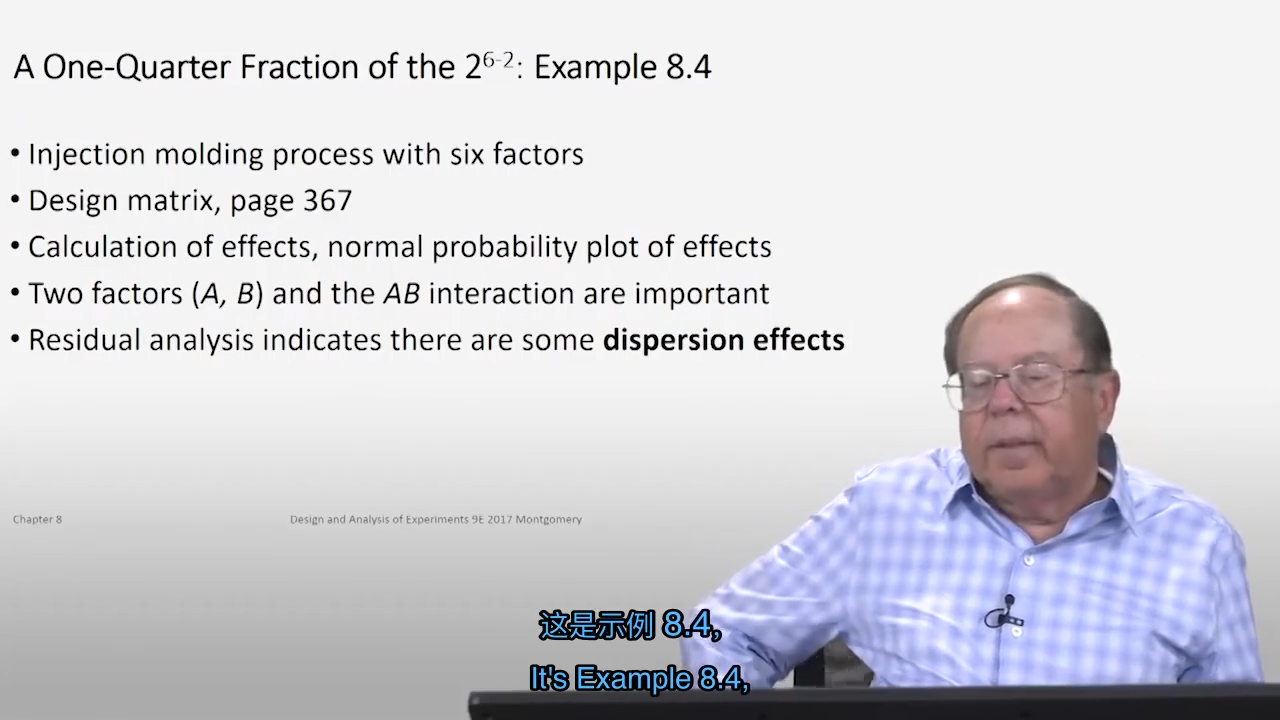 A One-Quarter Fraction of the 2⁶⁻²: Example 8.4
• Injection molding process with six factors
• Design matrix, page 367
• Calculation of effects, normal probability plot of effects
• Two factors (A, B) and the AB interaction are important
• Residual analysis indicates there are some dispersion effects
Chapter 8
Design and Analysis of Experiments 9E 2017 Montgomery
这是示例 8.4,
It's Example 8.4,